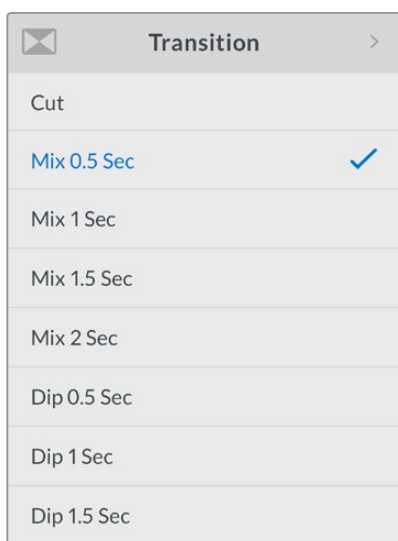 Transition
Cut
Mix 0.5 Sec
Mix 1 Sec
Mix 1.5 Sec
Mix 2 Sec
Dip 0.5 Sec
Dip 1 Sec
Dip 1.5 Sec